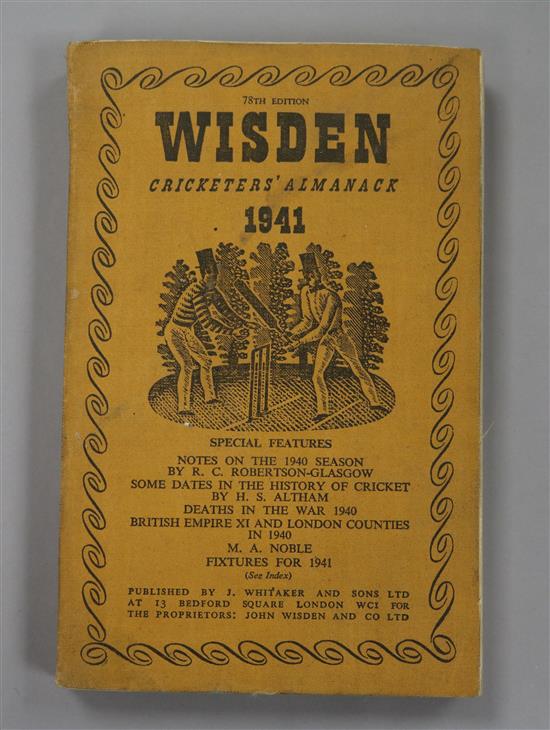 78TH EDITION
WISDEN
CRICKETERS' ALMANACK
1941
SPECIAL FEATURES
NOTES ON THE 1940 SEASON
BY R. C. ROBERTSON-GLASGOW
SOME DATES IN THE HISTORY OF CRICKET
BY H. S. ALTHAM
DEATHS IN THE WAR 1940
BRITISH EMPIRE XI AND LONDON COUNTIES
IN 1940
M. A. NOBLE
FIXTURES FOR 1941
(See Index)
PUBLISHED BY J. WHITAKER AND SONS LTD
AT 13 BEDFORD SQUARE LONDON WC1 FOR
THE PROPRIETORS: JOHN WISDEN AND CO LTD